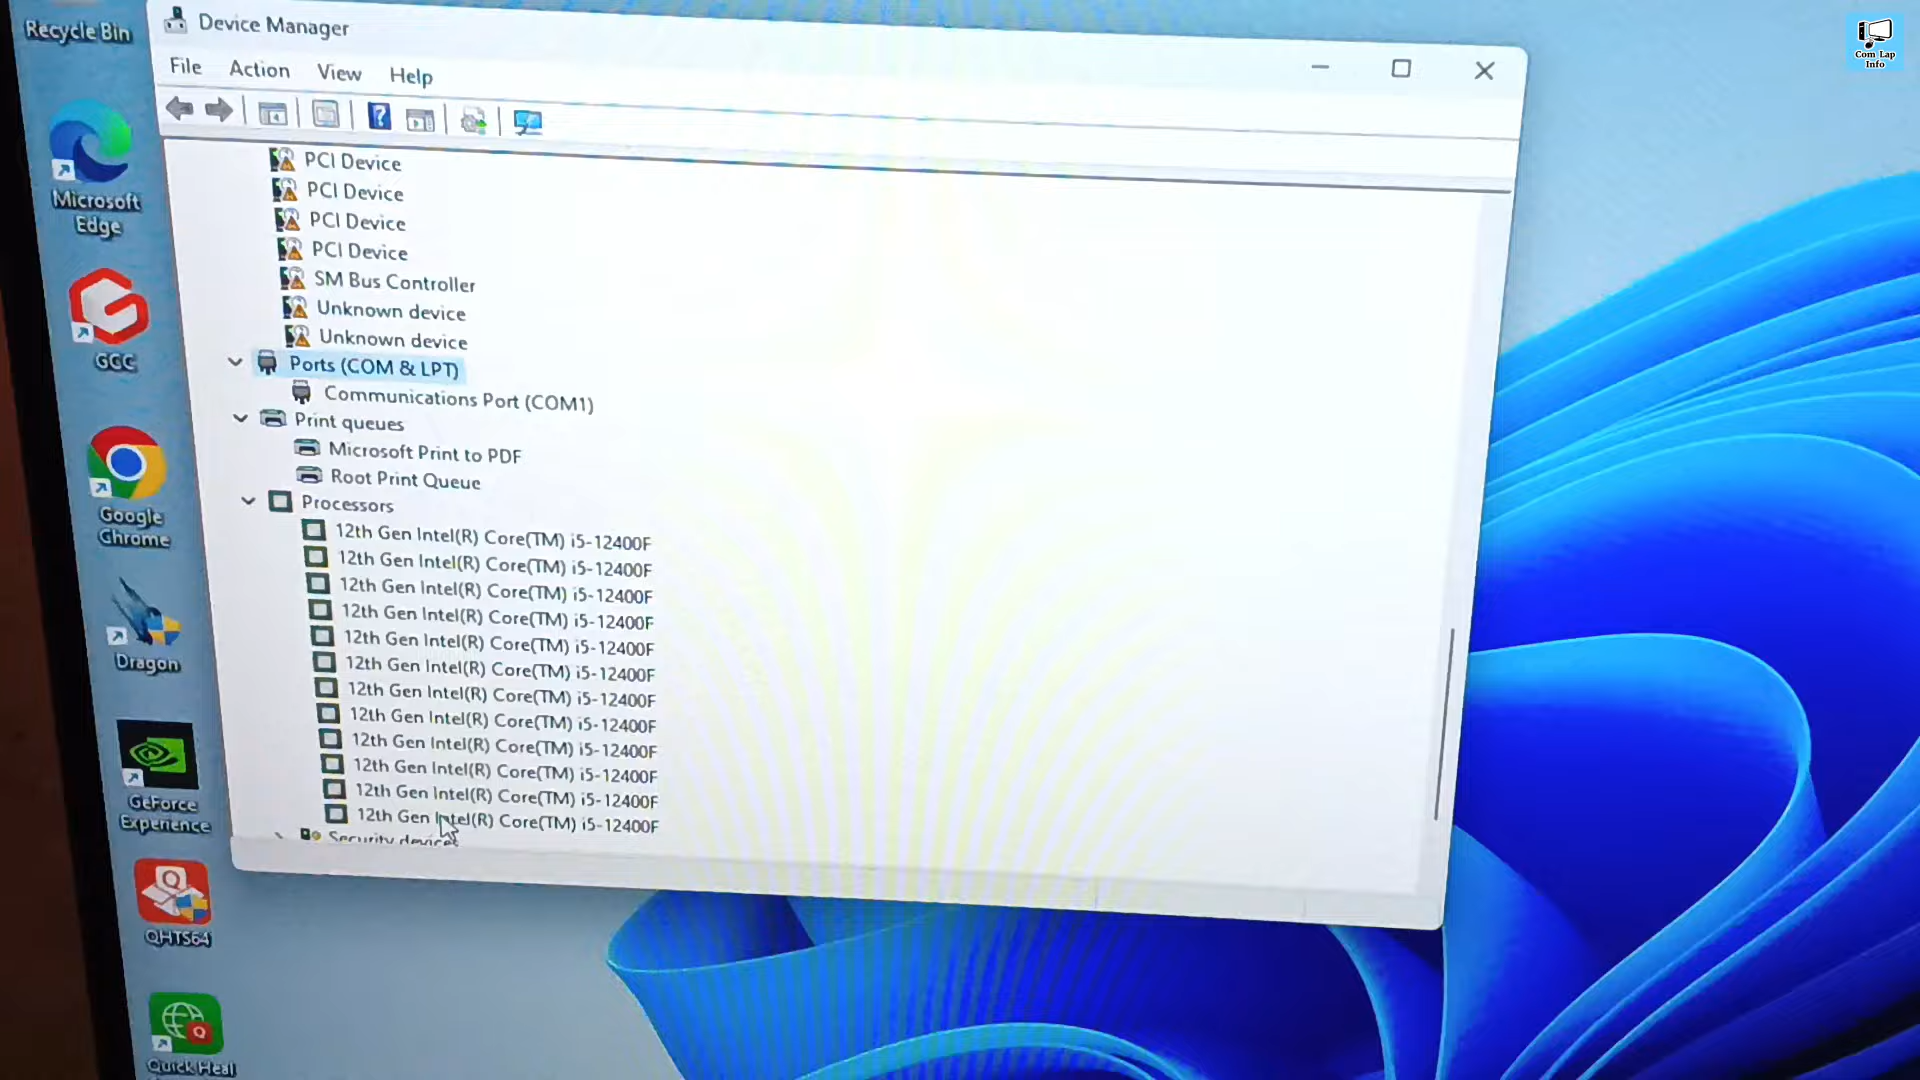 Recycle Bin
Device Manager
File Action View Help
Com Lap
Info
PCI Device
PCI Device
PCI Device
PCI Device
SM Bus Controller
Unknown device
Unknown device
Ports (COM & LPT)
Communications Port (COM1)
Print queues
Microsoft Print to PDF
Root Print Queue
Processors
12th Gen Intel(R) Core(TM) i5-12400F
12th Gen Intel(R) Core(TM) i5-12400F
12th Gen Intel(R) Core(TM) i5-12400F
12th Gen Intel(R) Core(TM) i5-12400F
12th Gen Intel(R) Core(TM) i5-12400F
12th Gen Intel(R) Core(TM) i5-12400F
12th Gen Intel(R) Core(TM) i5-12400F
12th Gen Intel(R) Core(TM) i5-12400F
12th Gen Intel(R) Core(TM) i5-12400F
12th Gen Intel(R) Core(TM) i5-12400F
12th Gen Intel(R) Core(TM) i5-12400F
12th Gen Intel(R) Core(TM) i5-12400F
Security devices
Microsoft
Edge
GCC
Google
Chrome
Dragon
GeForce
Experience
QHTS64
Quick Heal